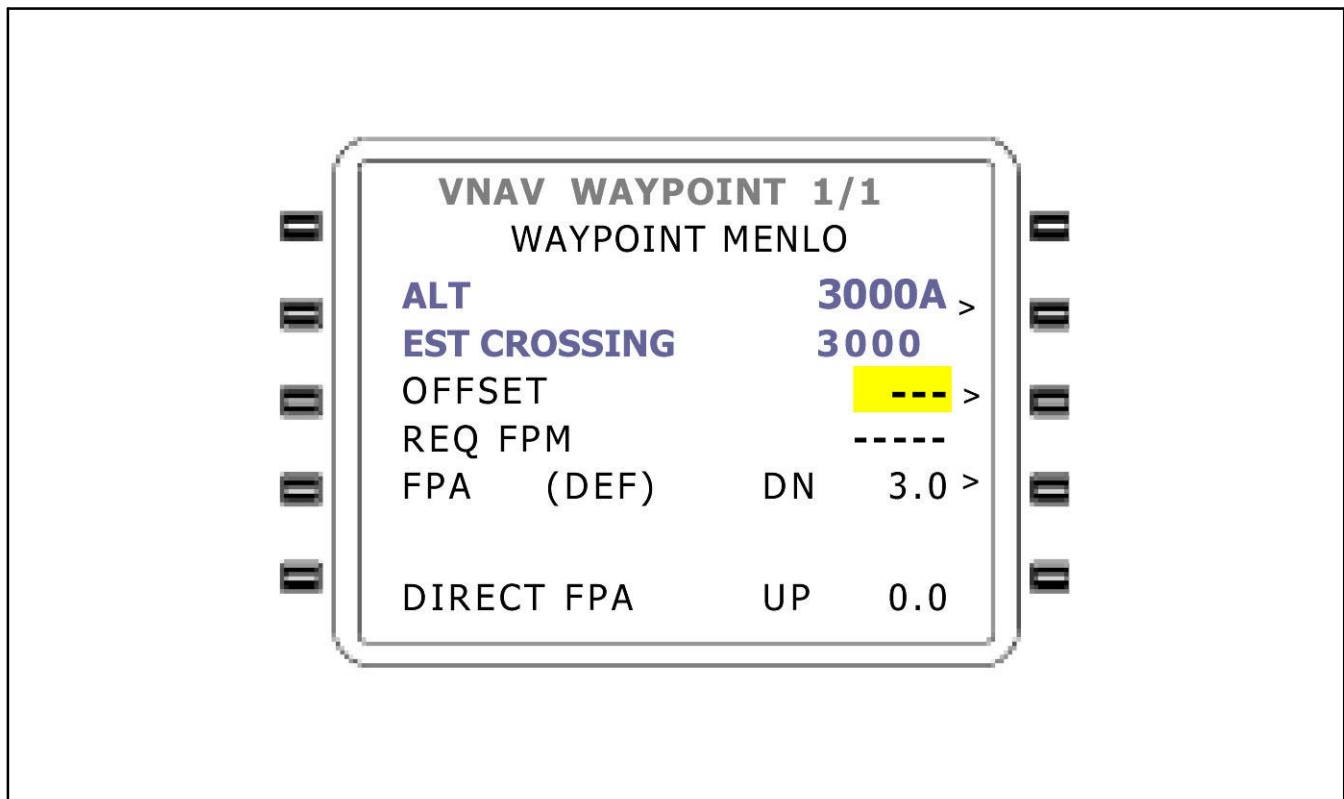 VNAV WAYPOINT 1/1
WAYPOINT MENLO
ALT 3000A >
EST CROSSING 3000
OFFSET --- >
REQ FPM -----
FPA (DEF) DN 3.0 >
DIRECT FPA UP 0.0